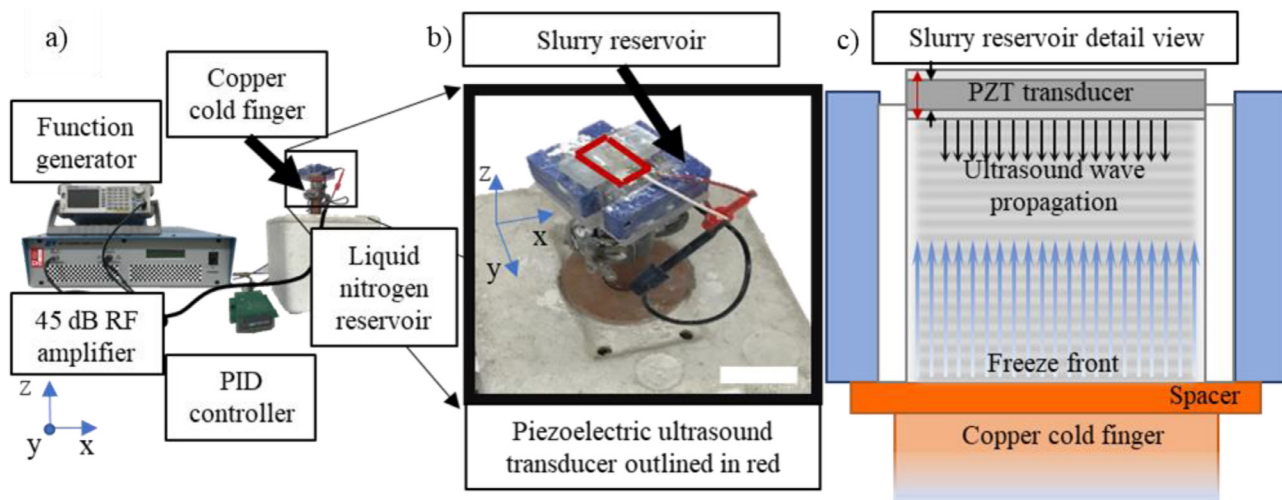 a)
Copper
cold finger
Function
generator
45 dB RF
amplifier
PID
controller
Liquid
nitrogen
reservoir
z
y
x
b)
Slurry reservoir
z
x
y
Piezoelectric ultrasound
transducer outlined in red
c)
Slurry reservoir detail view
PZT transducer
Ultrasound wave
propagation
Freeze front
Spacer
Copper cold finger